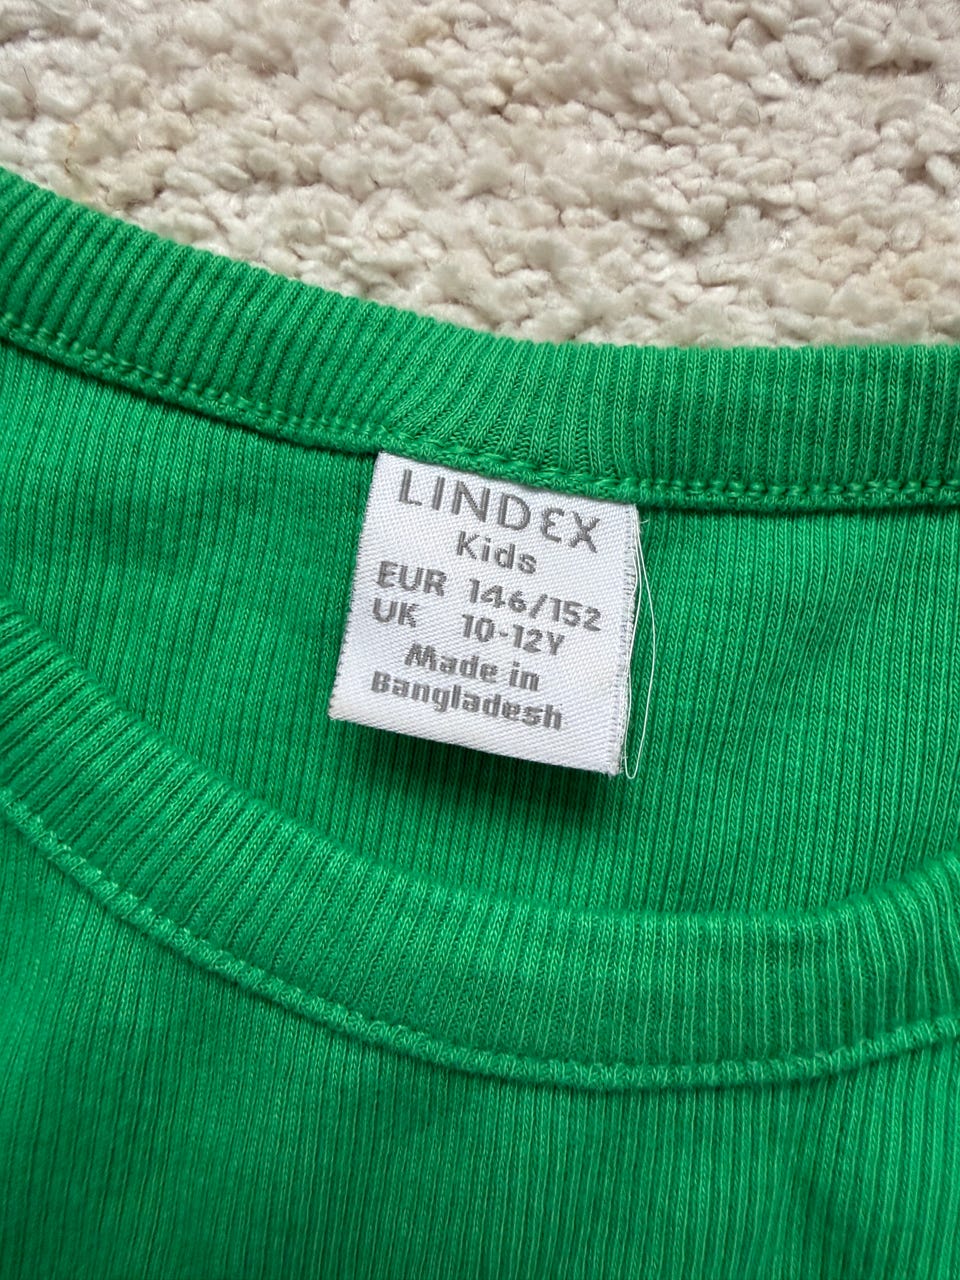 LINDEX
Kids
EUR 146/152
UK 10-12Y
Made in
Bangladesh